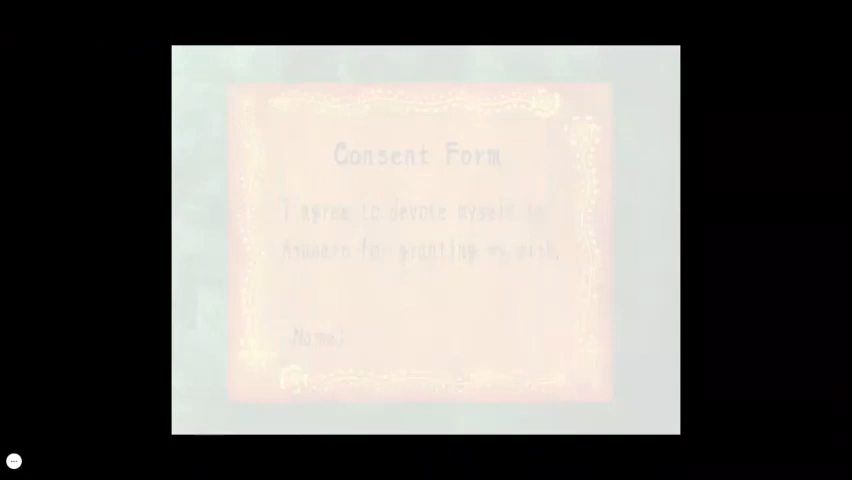 Consent Form
I agree to devote myself to
for granting my wish.
Name: